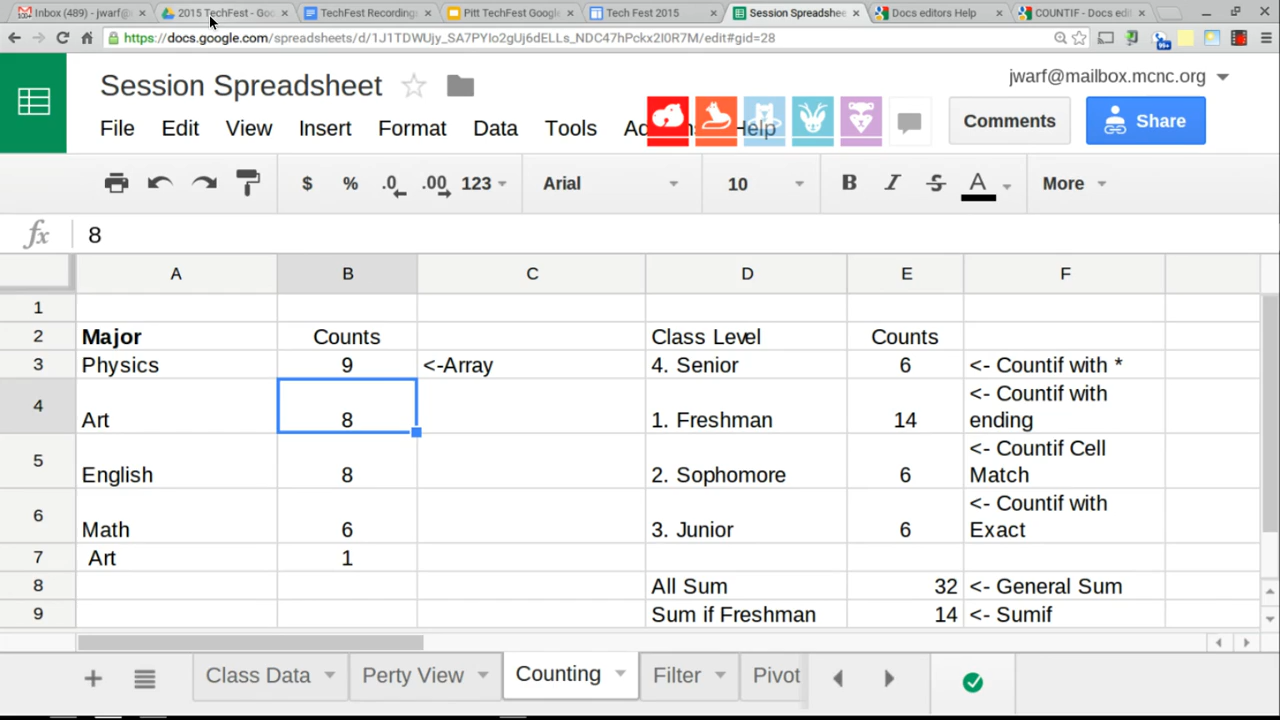 Inbox (489) - jwarf@ 2015 TechFest - Goo TechFest Recording Pitt TechFest Google Tech Fest 2015 Session Spreadshee Docs editors Help COUNTIF - Docs edi
https://docs.google.com/spreadsheets/d/1J1TDWUjy_SA7PYIo2gUj6dELLs_NDC47hPckx2I0R7M/edit#gid=28
Session Spreadsheet
jwarf@mailbox.mcnc.org
File Edit View Insert Format Data Tools Help
Comments
Share
$ % .0 .00 123 Arial 10 B I S A More
fx 8
A B C D E F
1
2 Major Counts Class Level Counts
3 Physics 9 <-Array 4. Senior 6 <- Countif with *
4 Art 8 1. Freshman 14 <- Countif with
ending
5 English 8 2. Sophomore 6 <- Countif Cell
Match
6 Math 6 3. Junior 6 <- Countif with
Exact
7 Art 1
8 All Sum 32 <- General Sum
9 Sum if Freshman 14 <- Sumif
Class Data Perty View Counting Filter Pivot